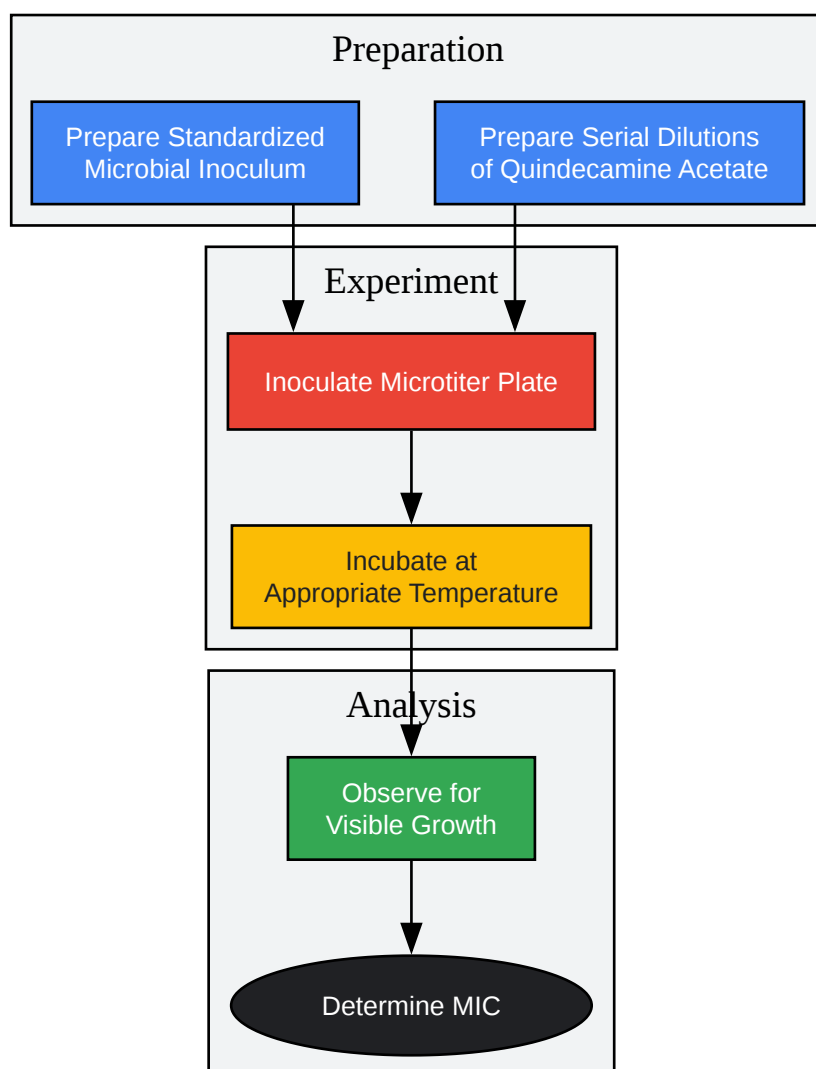 Preparation
Prepare Standardized
Microbial Inoculum
Prepare Serial Dilutions
of Quindecamine Acetate
Experiment
Inoculate Microtiter Plate
Incubate at
Appropriate Temperature
Analysis
Observe for
Visible Growth
Determine MIC